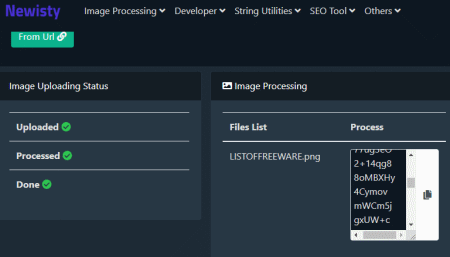 Newisty
Image Processing Developer String Utilities SEO Tool Others
From Url
Image Uploading Status
Uploaded
Processed
Done
Image Processing
Files List Process
LISTOFFREEWARE.png
2+14qg8
8oMBXHy
4Cymov
mWCm5j
gxUW+c